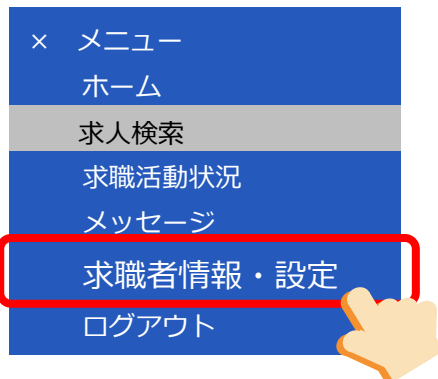 × メニュー
ホーム
求人検索
求職活動状況
メッセージ
求職者情報・設定
ログアウト